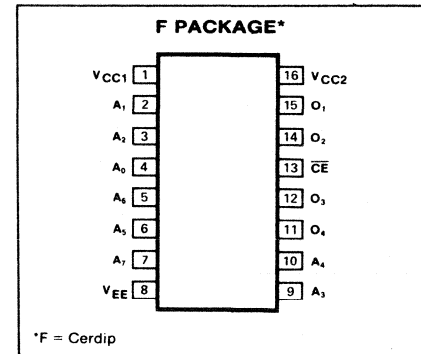 F PACKAGE*
VCC1 1 16 VCC2
A1 2 15 O1
A2 3 14 O2
A0 4 13 C̅E̅
A6 5 12 O3
A5 6 11 O4
A7 7 10 A4
VEE 8 9 A3
*F = Cerdip